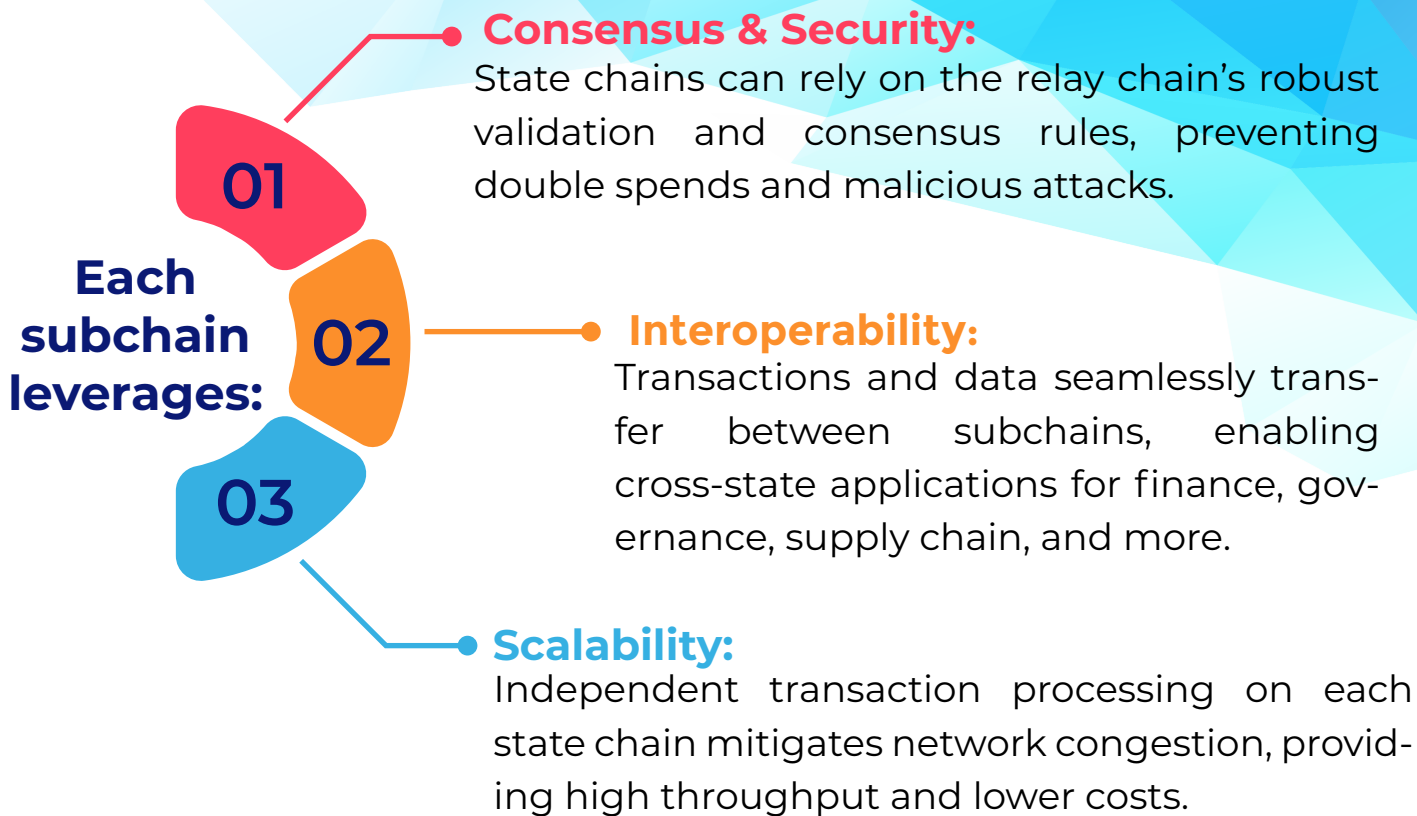 Consensus & Security:
State chains can rely on the relay chain’s robust
validation and consensus rules, preventing
double spends and malicious attacks.
01
Each
subchain
leverages:
02
Interoperability:
Transactions and data seamlessly trans-
fer between subchains, enabling
cross-state applications for finance, gov-
ernance, supply chain, and more.
03
Scalability:
Independent transaction processing on each
state chain mitigates network congestion, provid-
ing high throughput and lower costs.